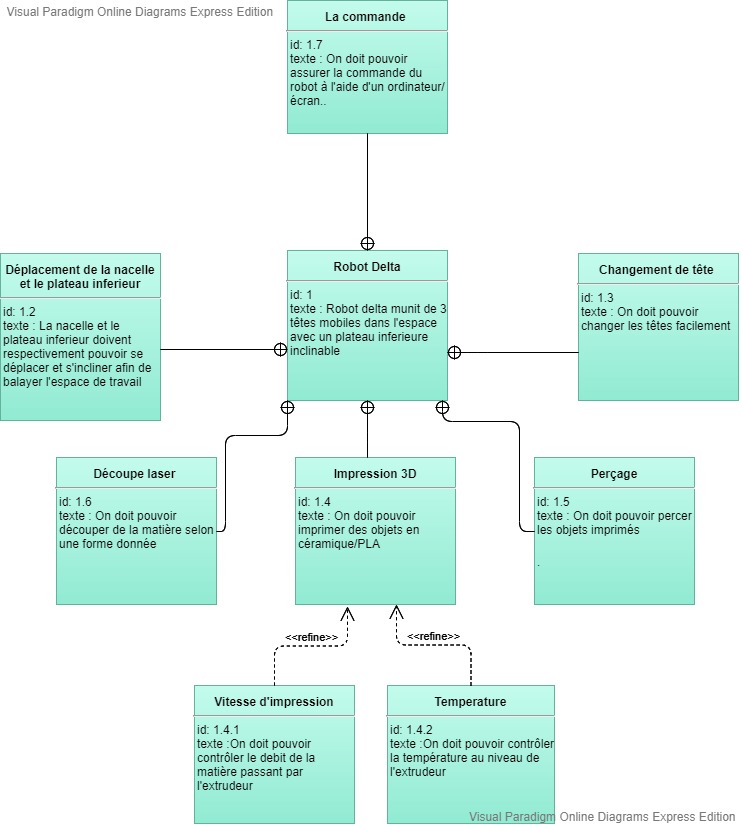 Visual Paradigm Online Diagrams Express Edition
La commande
id: 1.7
texte : On doit pouvoir
assurer la commande du
robot à l'aide d'un ordinateur/
écran..
Déplacement de la nacelle
et le plateau inferieur
id: 1.2
texte : La nacelle et le
plateau inferieur doivent
respectivement pouvoir se
déplacer et s'incliner afin de
balayer l'espace de travail
Robot Delta
id: 1
texte : Robot delta munit de 3
têtes mobiles dans l'espace
avec un plateau inferieure
inclinable
Changement de tête
id: 1.3
texte : On doit pouvoir
changer les têtes facilement
Découpe laser
id: 1.6
texte : On doit pouvoir
découper de la matière selon
une forme donnée
Impression 3D
id: 1.4
texte : On doit pouvoir
imprimer des objets en
céramique/PLA
Perçage
id: 1.5
texte : On doit pouvoir percer
les objets imprimés
.
<<refine>>
<<refine>>
Vitesse d'impression
id: 1.4.1
texte :On doit pouvoir
contrôler le debit de la
matière passant par
l'extrudeur
Temperature
id: 1.4.2
texte :On doit pouvoir contrôler
la température au niveau de
l'extrudeur
Visual Paradigm Online Diagrams Express Edition